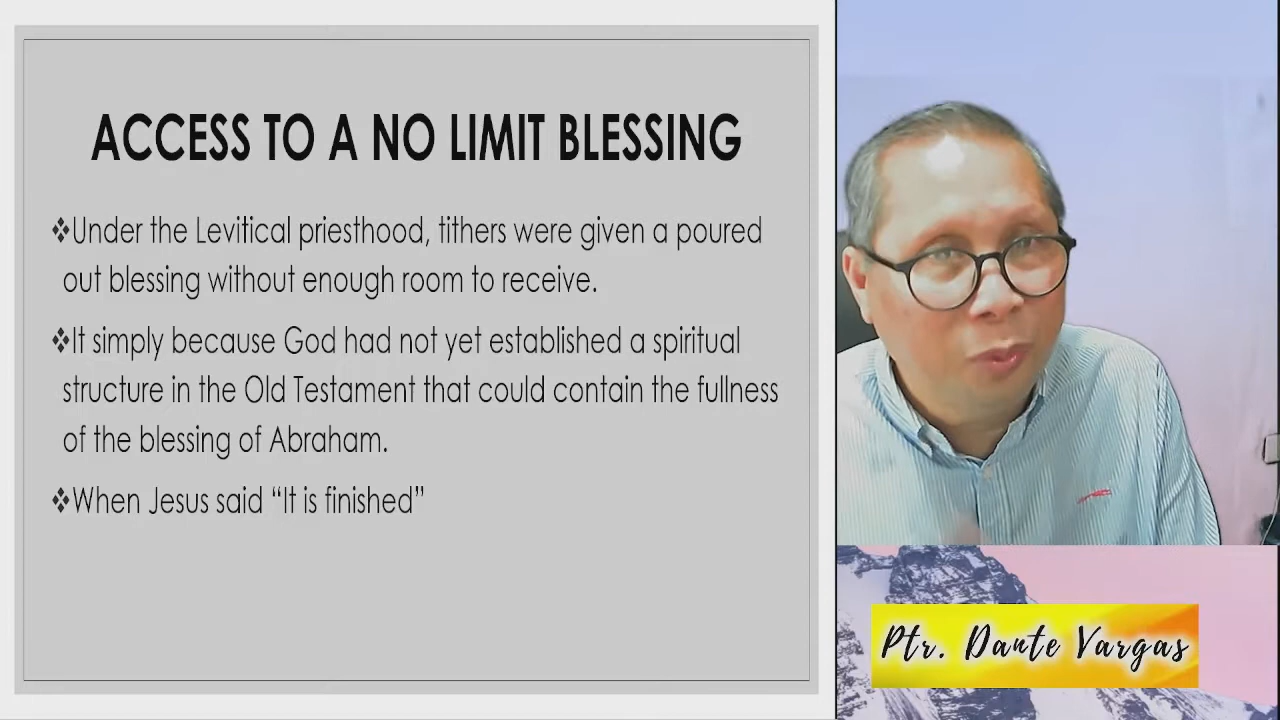 ACCESS TO A NO LIMIT BLESSING
❖Under the Levitical priesthood, tithers were given a poured
out blessing without enough room to receive.
❖It simply because God had not yet established a spiritual
structure in the Old Testament that could contain the fullness
of the blessing of Abraham.
❖When Jesus said “It is finished”
Ptr. Dante Vargas